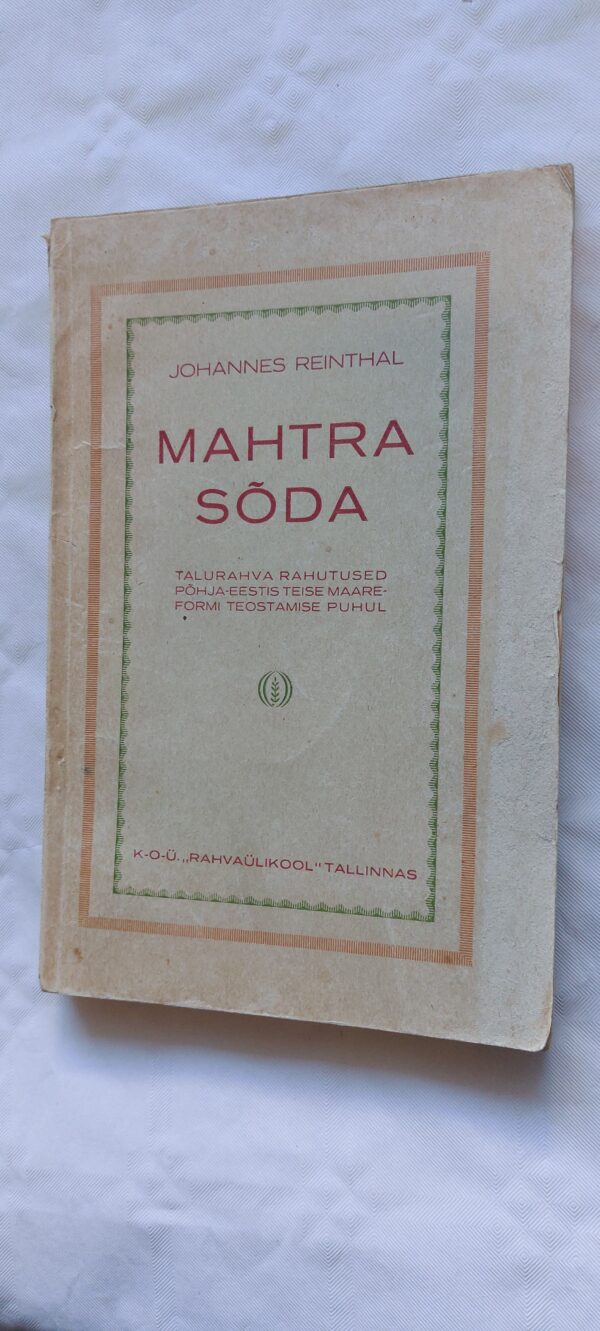 JOHANNES REINTHAL
MAHTRA
SÕDA
TALURAHVA RAHUTUSED
PÕHJA-EESTIS TEISE MAARE-
FORMI TEOSTAMISE PUHUL
K-O-Ü. „RAHVAÜLIKOOL“ TALLINNAS